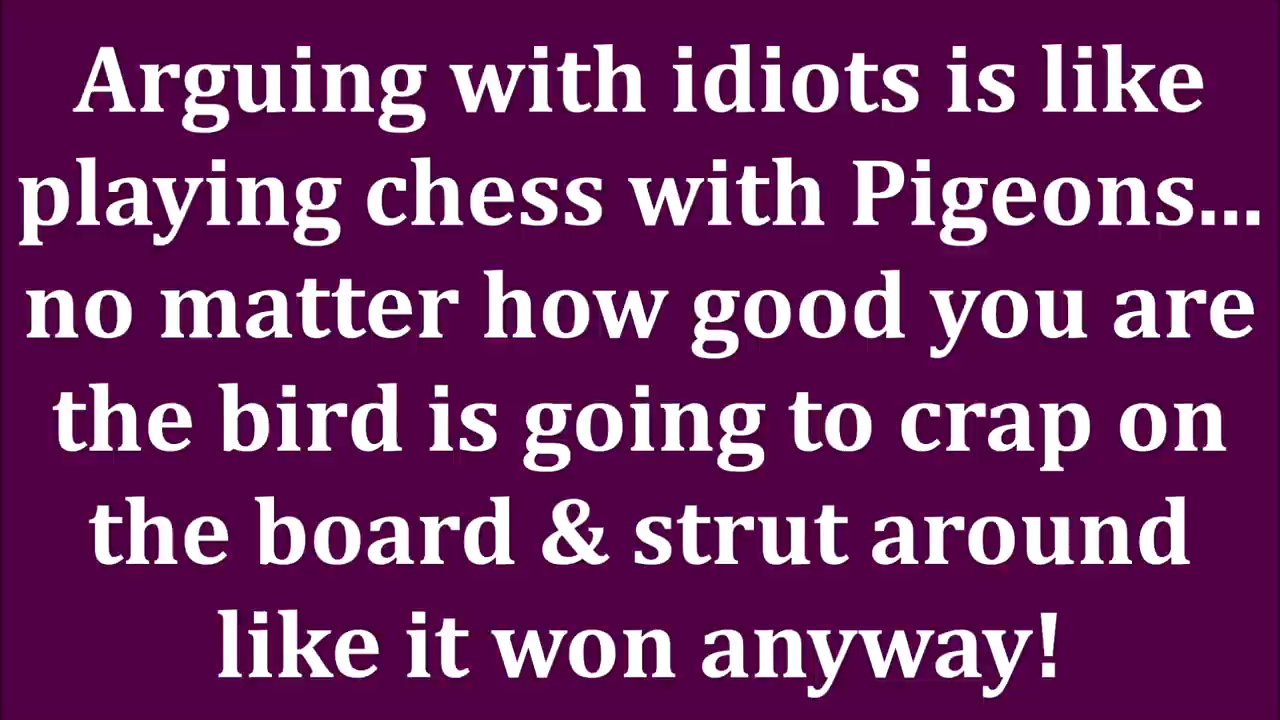 Arguing with idiots is like
playing chess with Pigeons...
no matter how good you are
the bird is going to crap on
the board & strut around
like it won anyway!